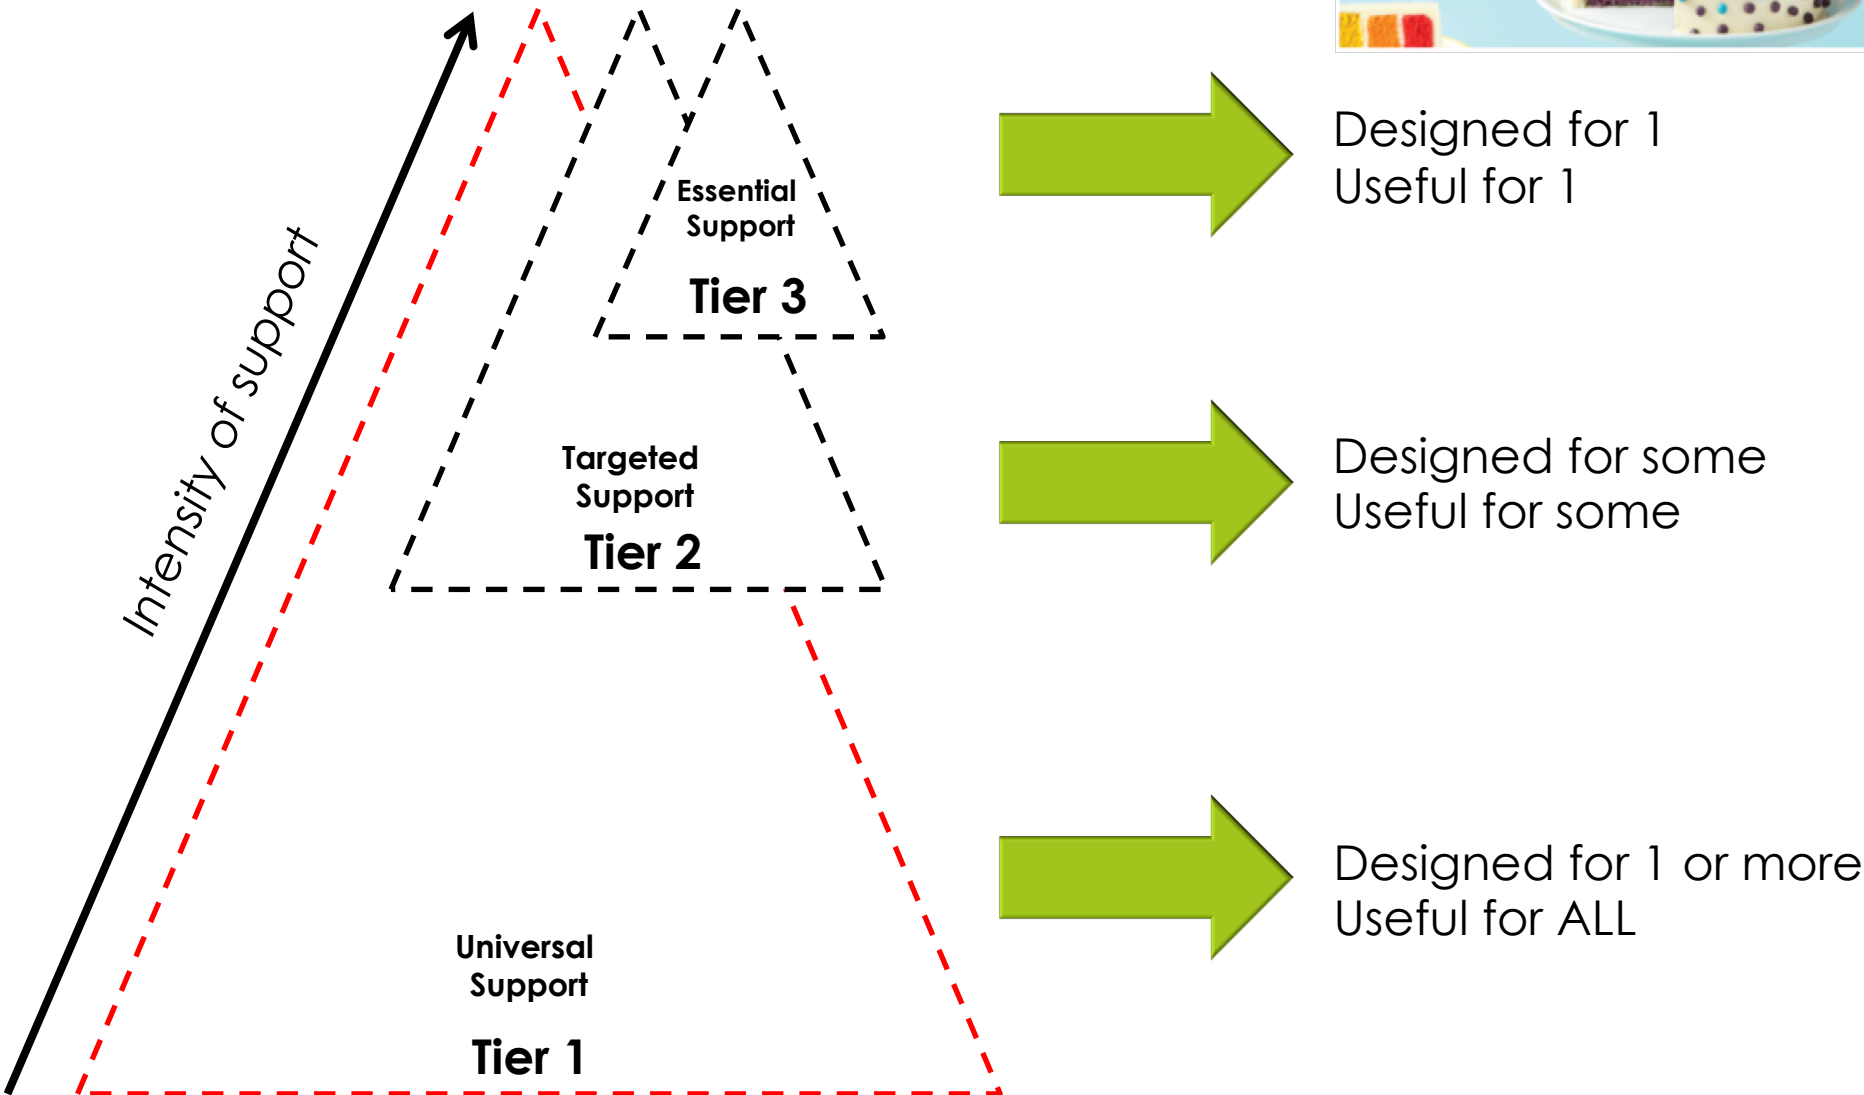 Designed for 1
Useful for 1
Essential
Support
Tier 3
Intensity of support
Targeted
Support
Tier 2
Designed for some
Useful for some
Universal
Support
Tier 1
Designed for 1 or more
Useful for ALL